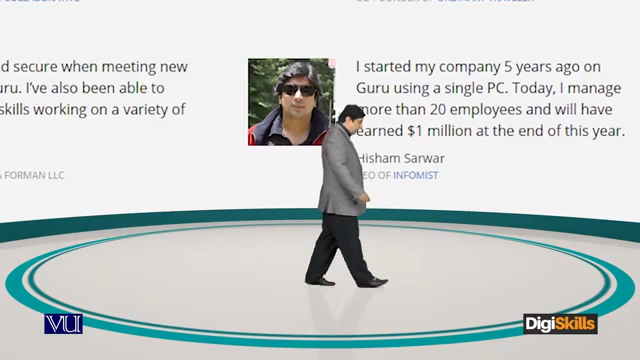 d secure when meeting new
uru. I've also been able to
skills working on a variety of
A FORMAN LLC
I started my company 5 years ago on
Guru using a single PC. Today, I manage
more than 20 employees and will have
earned $1 million at the end of this year.
Hisham Sarwar
CEO OF INFOMIST
VU
DigiSkills